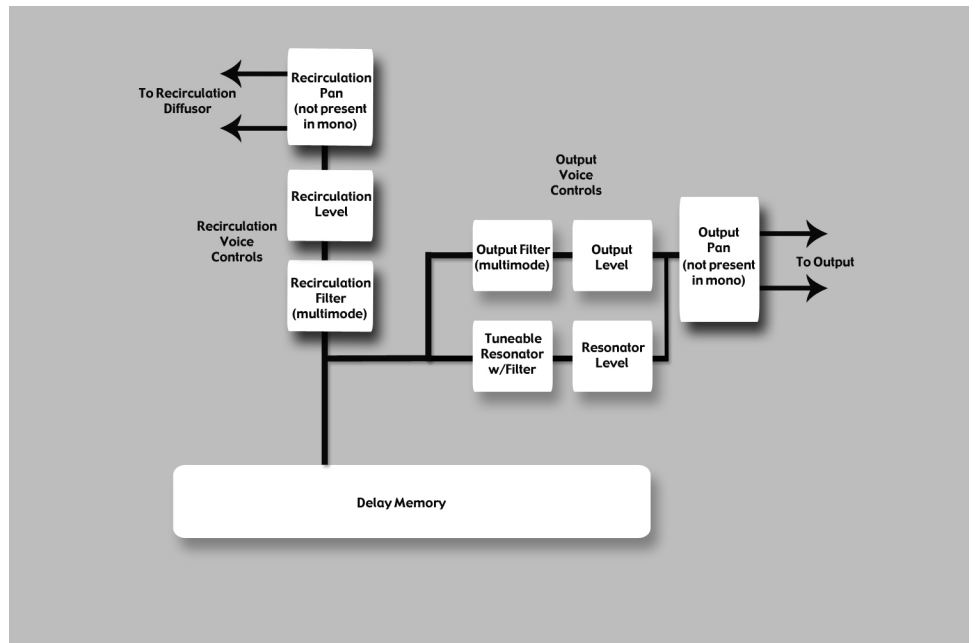 Recirculation
Pan
(not present
in mono)
To Recirculation
Diffusor
Recirculation
Level
Recirculation
Voice
Controls
Recirculation
Filter
(multimode)
Output
Voice
Controls
Output Filter
(multimode)
Output
Level
Output
Pan
(not present
in mono)
To Output
Tuneable
Resonator
w/Filter
Resonator
Level
Delay Memory